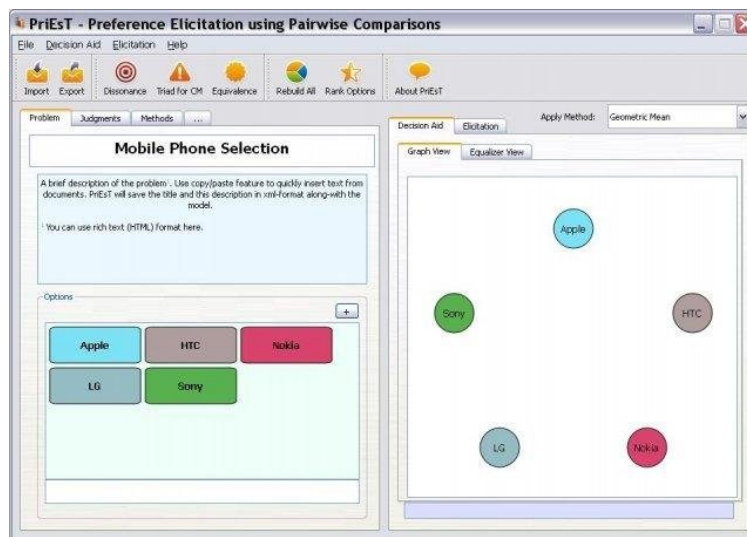 PriEsT - Preference Elicitation using Pairwise Comparisons
File Decision Aid Elicitation Help
Import Export Dissonance Triad for CM Equivalence Rebuild All Rank Options About PriEsT
Problem Judgments Methods ...
Mobile Phone Selection
A brief description of the problem¹. Use copy/paste feature to quickly insert text from
documents. PriEsT will save the title and this description in xml-format along-with the
model.
¹ You can use rich text (HTML) format here.
Options
+
Apple HTC Nokia
LG Sony
Decision Aid Elicitation
Apply Method: Geometric Mean
Graph View Equalizer View
Apple
Sony
HTC
LG
Nokia